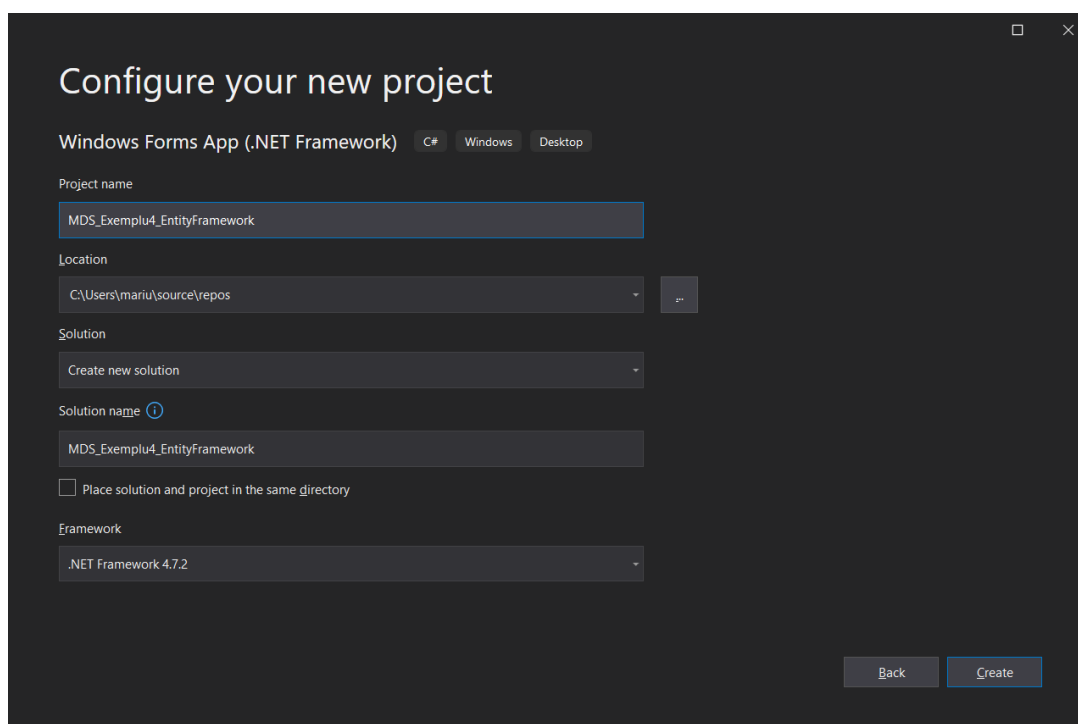 Configure your new project
Windows Forms App (.NET Framework) C# Windows Desktop
Project name
MDS_Exemplu4_EntityFramework
Location
C:\Users\mariu\source\repos
...
Solution
Create new solution
Solution name
MDS_Exemplu4_EntityFramework
Place solution and project in the same directory
Framework
.NET Framework 4.7.2
Back Create